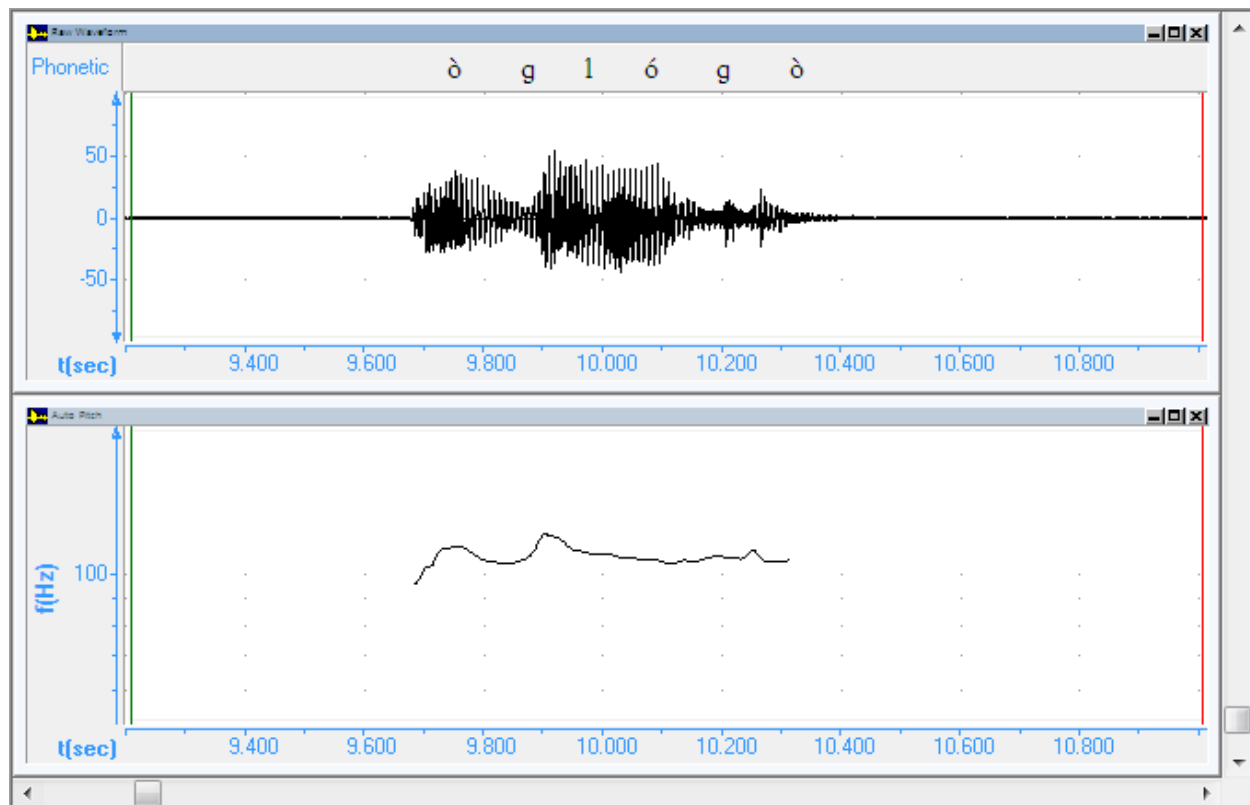 Raw Waveform
Phonetic ò g l ó g ò
50
0
-50
t(sec) 9.400 9.600 9.800 10.000 10.200 10.400 10.600 10.800
Auto Pitch
f(Hz)
100
t(sec) 9.400 9.600 9.800 10.000 10.200 10.400 10.600 10.800